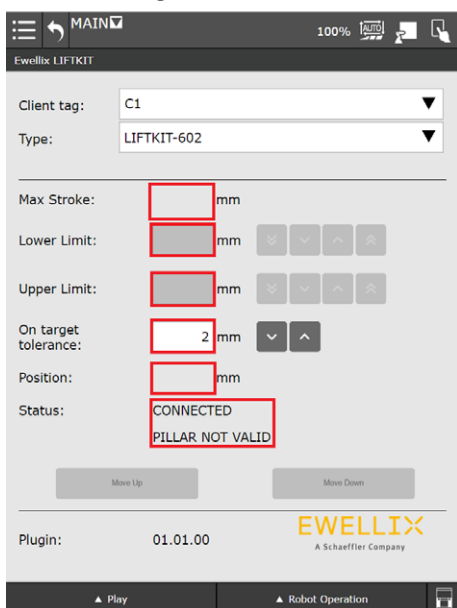 MAIN
100% AUTO
Ewellix LIFTKIT
Client tag: C1
Type: LIFTKIT-602
Max Stroke: mm
Lower Limit: mm
Upper Limit: mm
On target
tolerance: 2 mm
Position: mm
Status: CONNECTED
PILLAR NOT VALID
Move Up Move Down
Plugin: 01.01.00
EWELLIX
A Schaeffler Company
▲ Play ▲ Robot Operation